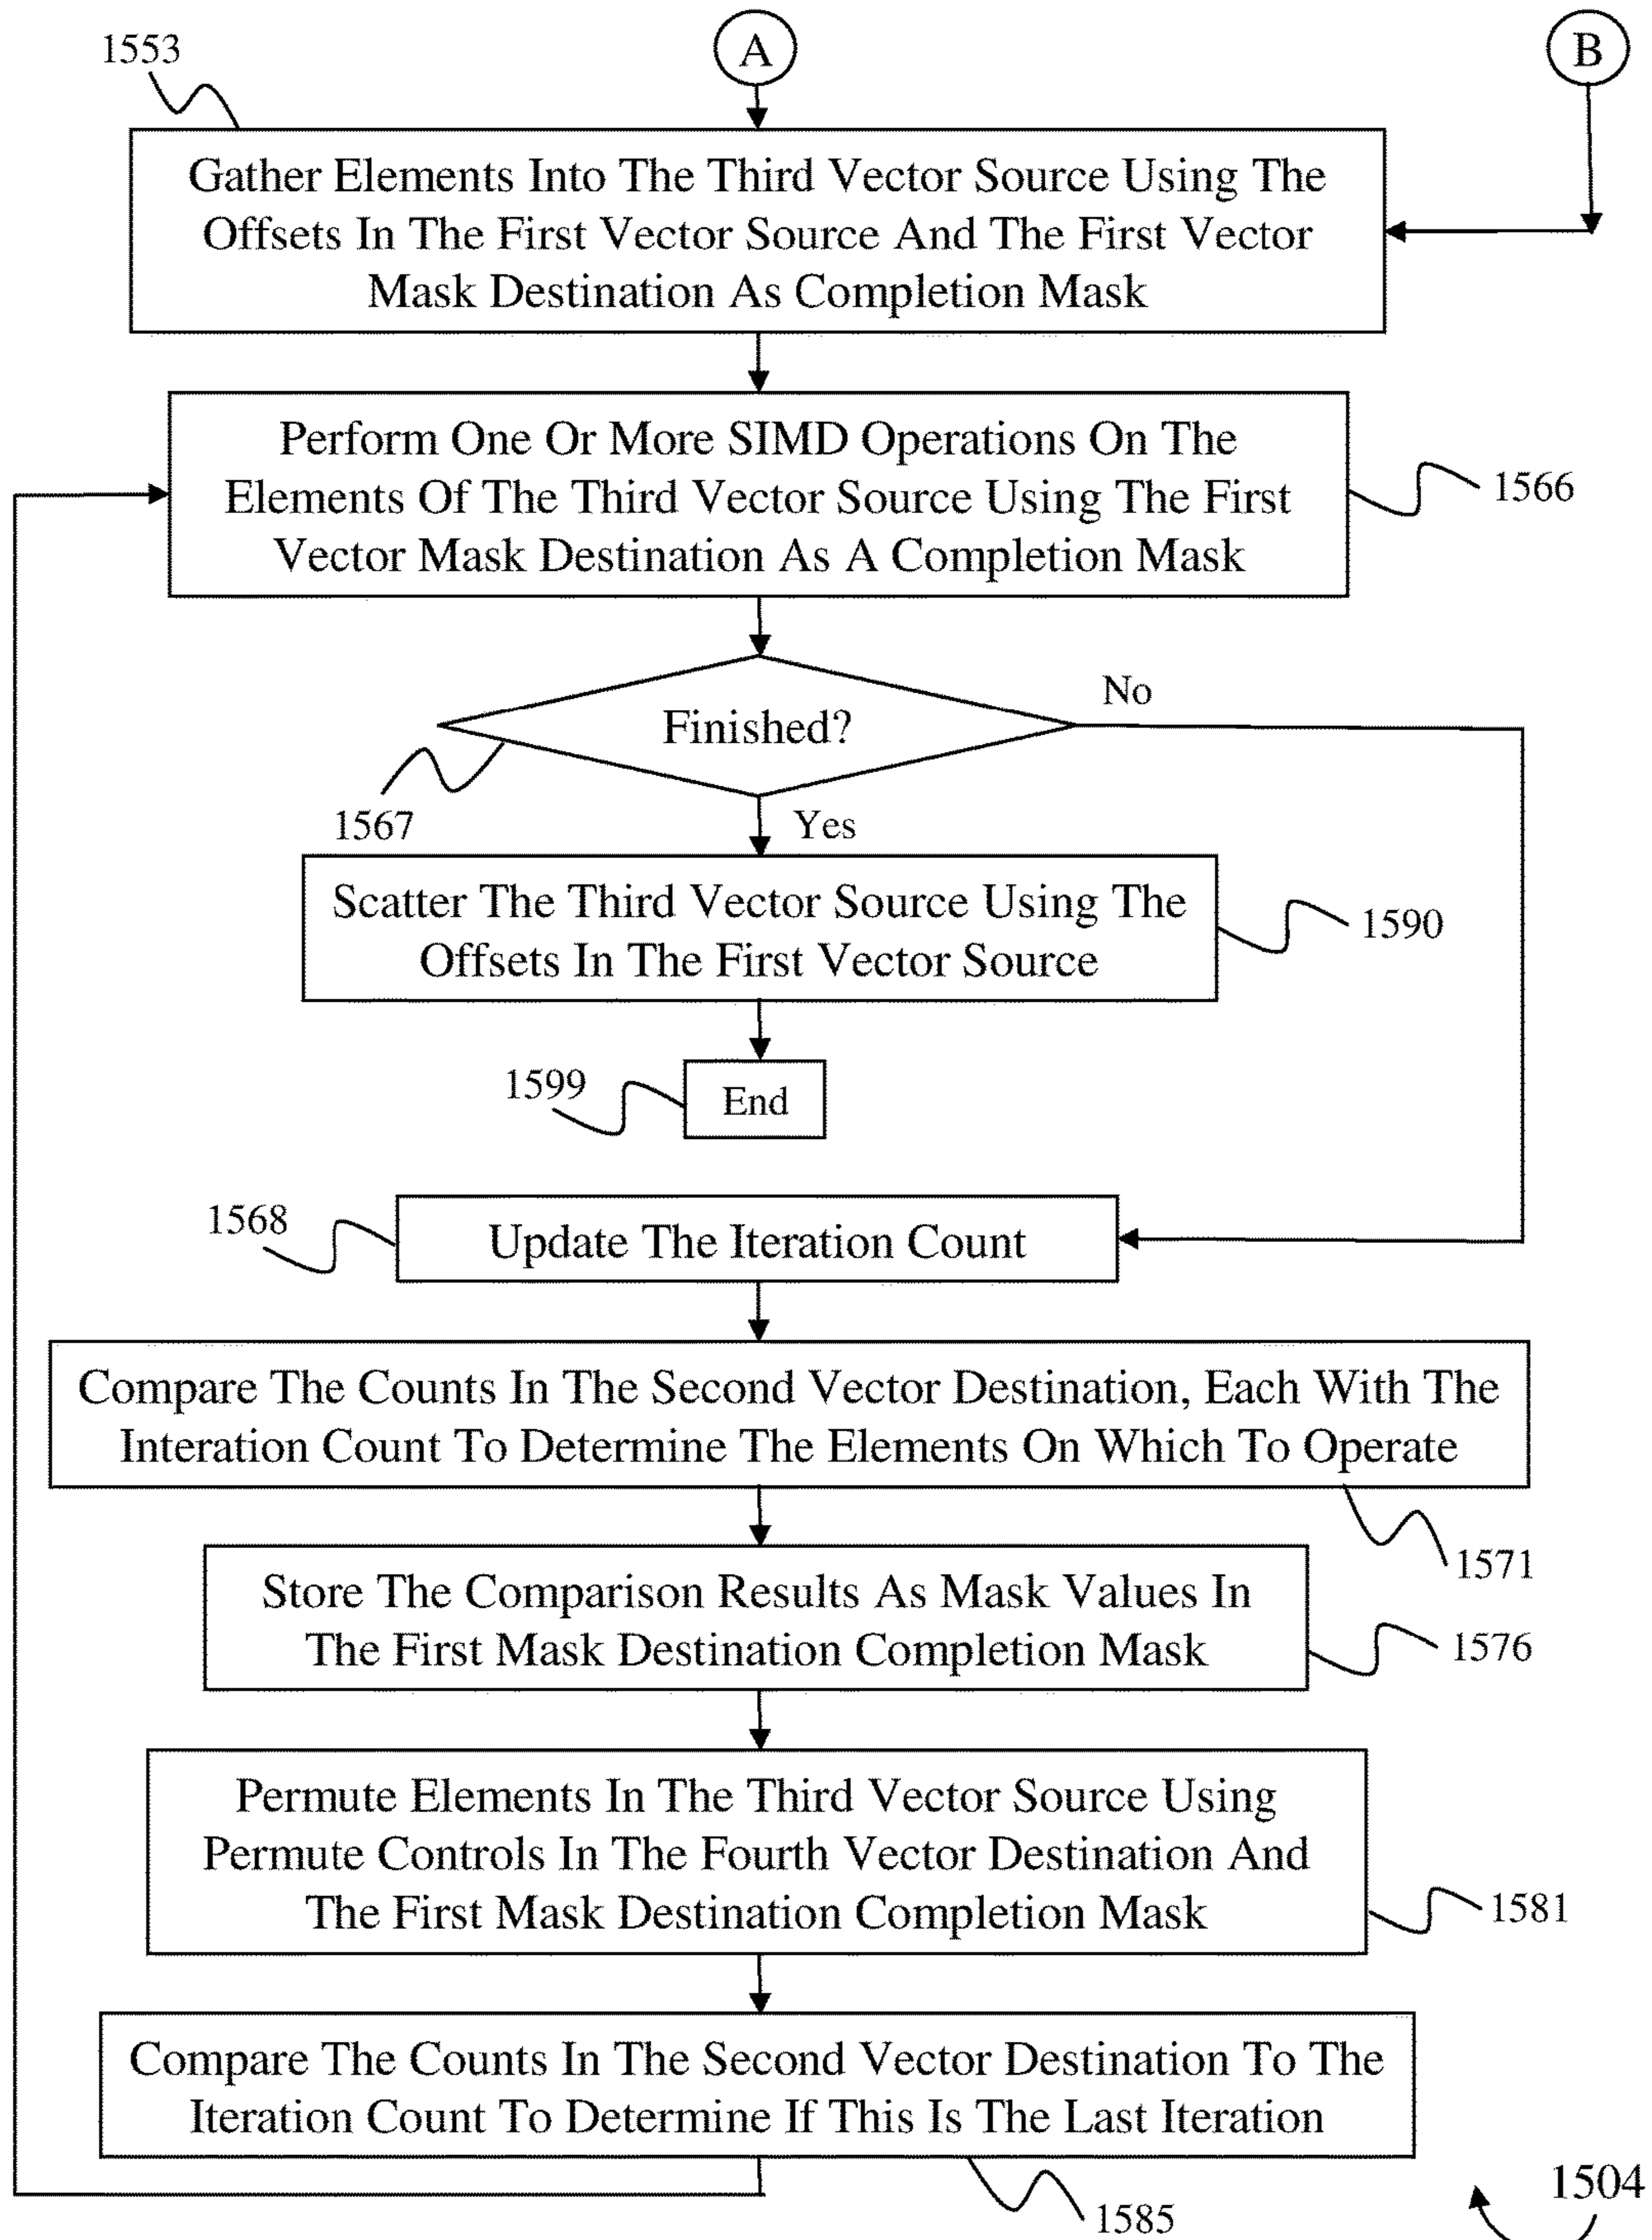 1553
A
B
Gather Elements Into The Third Vector Source Using The
Offsets In The First Vector Source And The First Vector
Mask Destination As Completion Mask
Perform One Or More SIMD Operations On The
Elements Of The Third Vector Source Using The First
Vector Mask Destination As A Completion Mask
1566
Finished?
No
1567
Yes
Scatter The Third Vector Source Using The
Offsets In The First Vector Source
1590
1599
End
1568
Update The Iteration Count
Compare The Counts In The Second Vector Destination, Each With The
Interation Count To Determine The Elements On Which To Operate
1571
Store The Comparison Results As Mask Values In
The First Mask Destination Completion Mask
1576
Permute Elements In The Third Vector Source Using
Permute Controls In The Fourth Vector Destination And
The First Mask Destination Completion Mask
1581
Compare The Counts In The Second Vector Destination To The
Iteration Count To Determine If This Is The Last Iteration
1585
1504